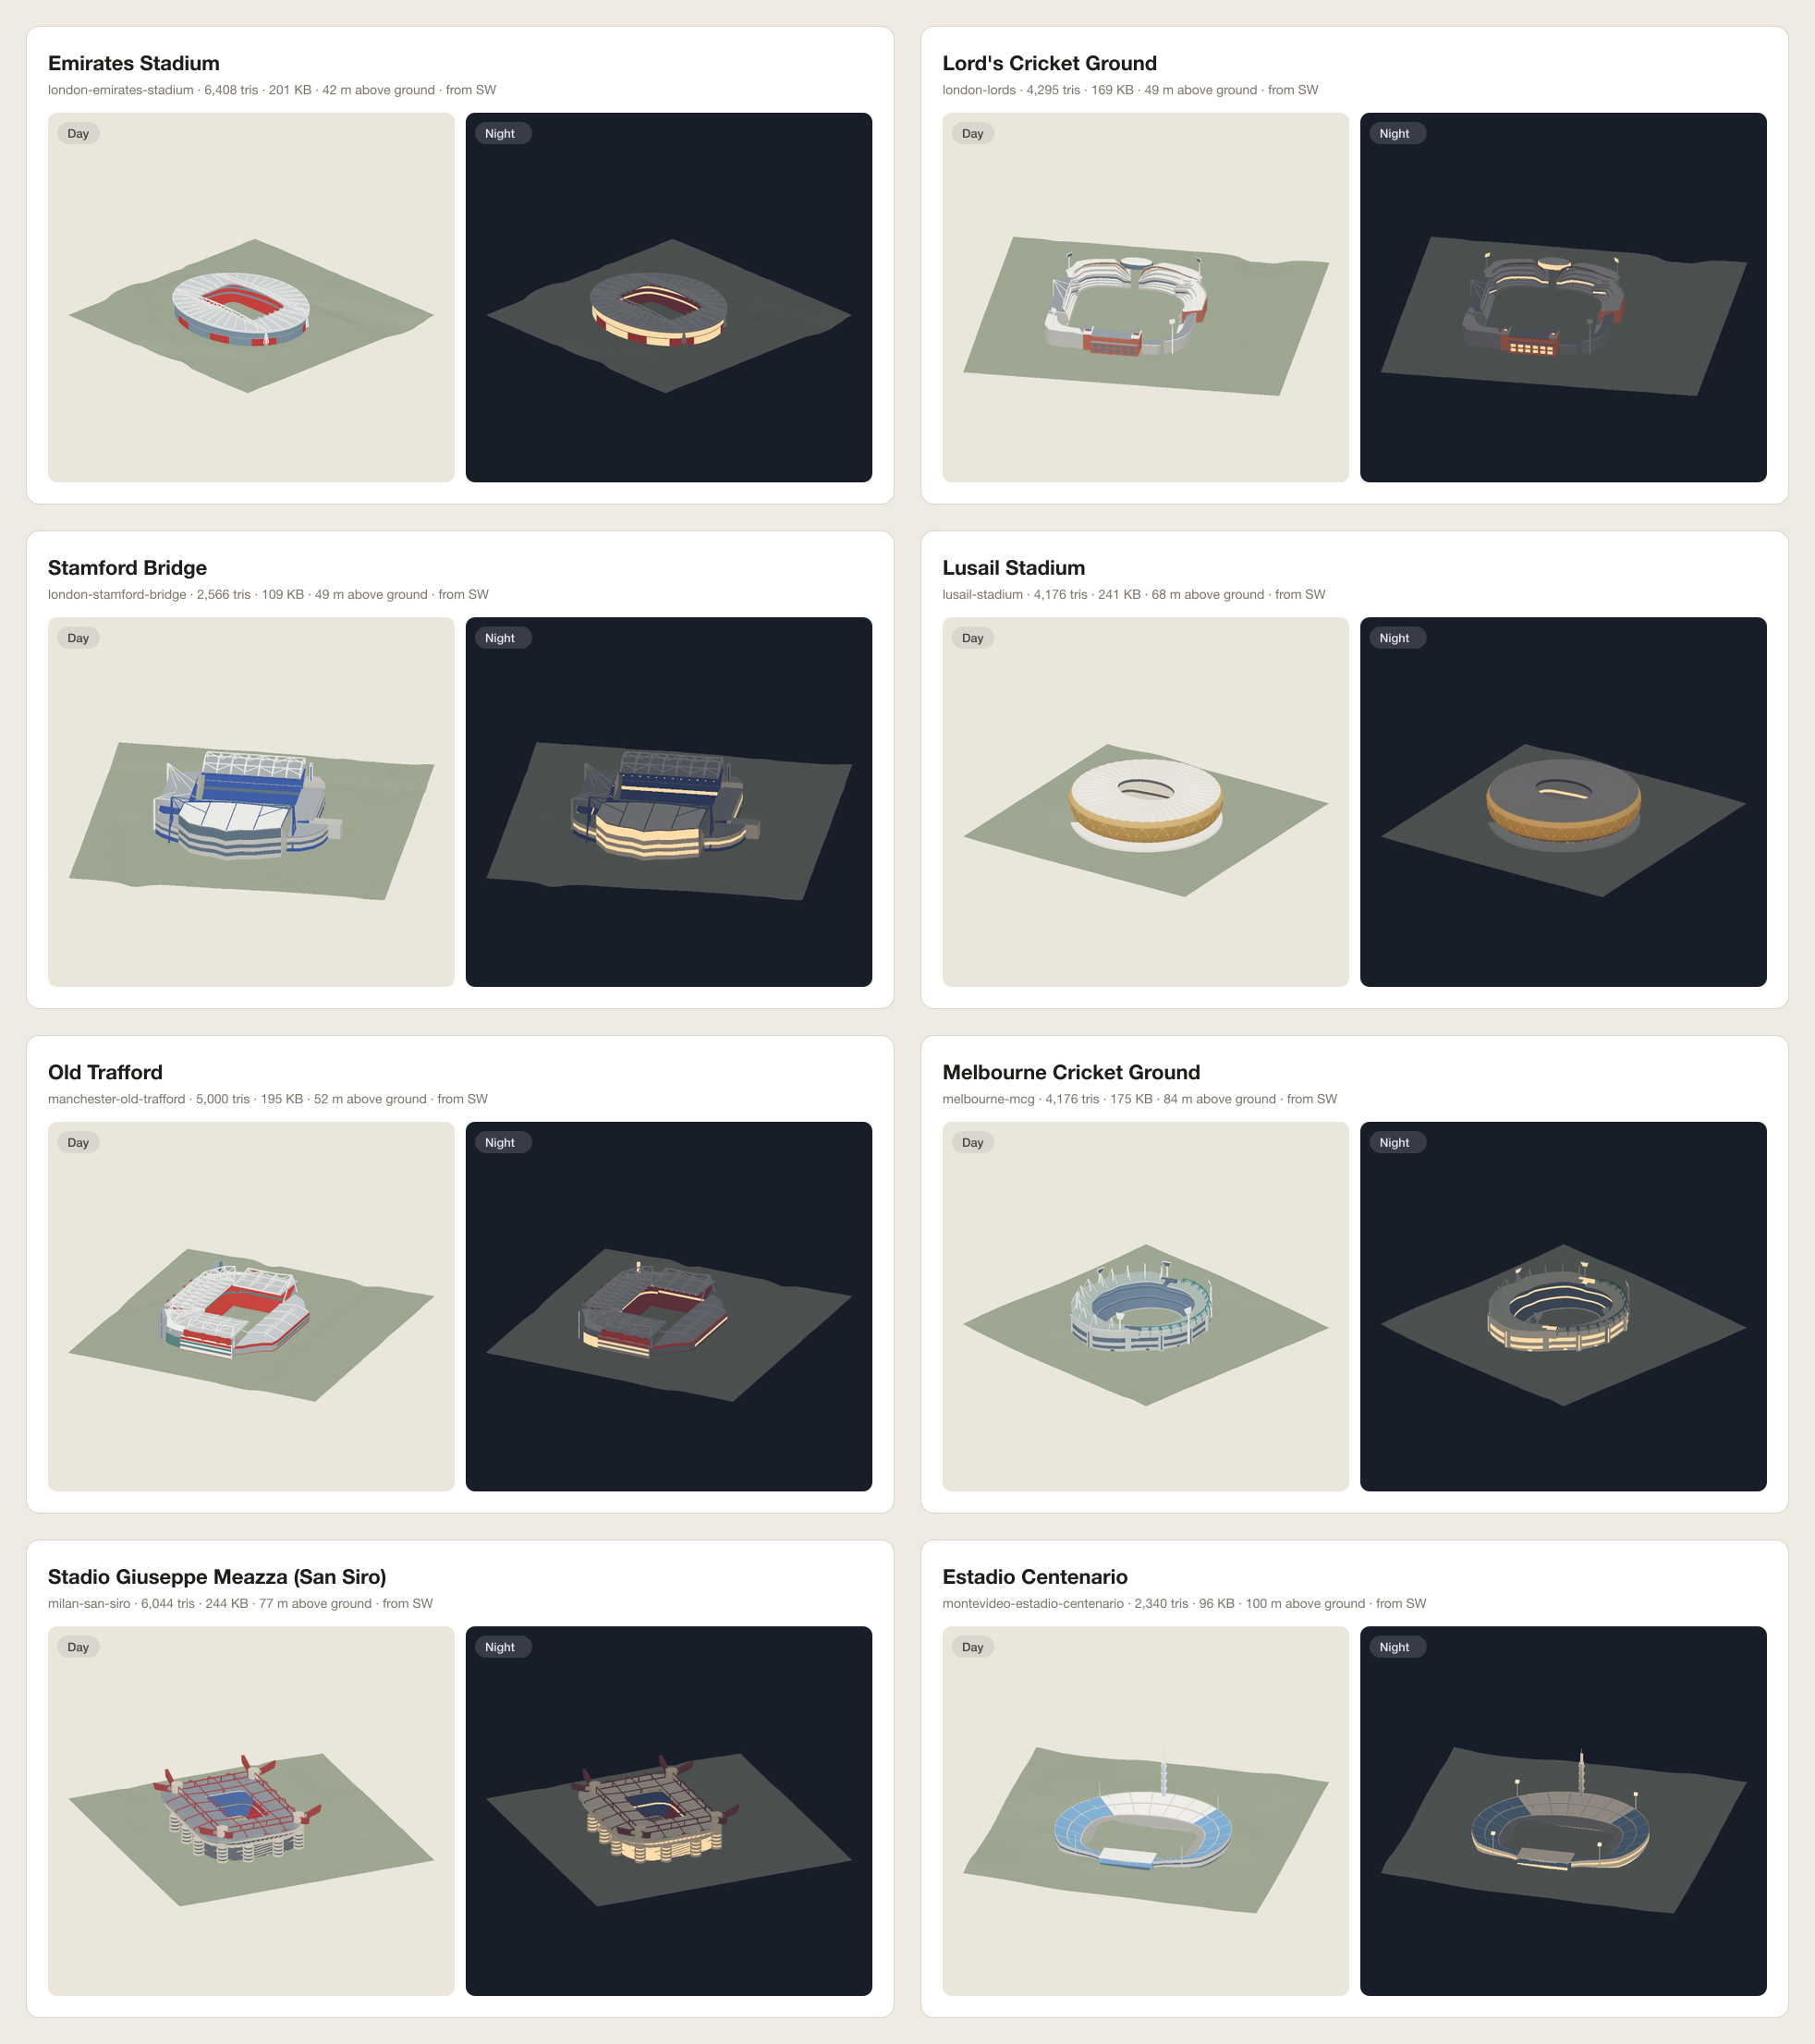 Emirates Stadium
london-emirates-stadium · 6,408 tris · 201 KB · 42 m above ground · from SW
Day
Night
Lord's Cricket Ground
london-lords · 4,295 tris · 169 KB · 49 m above ground · from SW
Day
Night
Stamford Bridge
london-stamford-bridge · 2,566 tris · 109 KB · 49 m above ground · from SW
Day
Night
Lusail Stadium
lusail-stadium · 4,176 tris · 241 KB · 68 m above ground · from SW
Day
Night
Old Trafford
manchester-old-trafford · 5,000 tris · 195 KB · 52 m above ground · from SW
Day
Night
Melbourne Cricket Ground
melbourne-mcg · 4,176 tris · 175 KB · 84 m above ground · from SW
Day
Night
Stadio Giuseppe Meazza (San Siro)
milan-san-siro · 6,044 tris · 244 KB · 77 m above ground · from SW
Day
Night
Estadio Centenario
montevideo-estadio-centenario · 2,340 tris · 96 KB · 100 m above ground · from SW
Day
Night